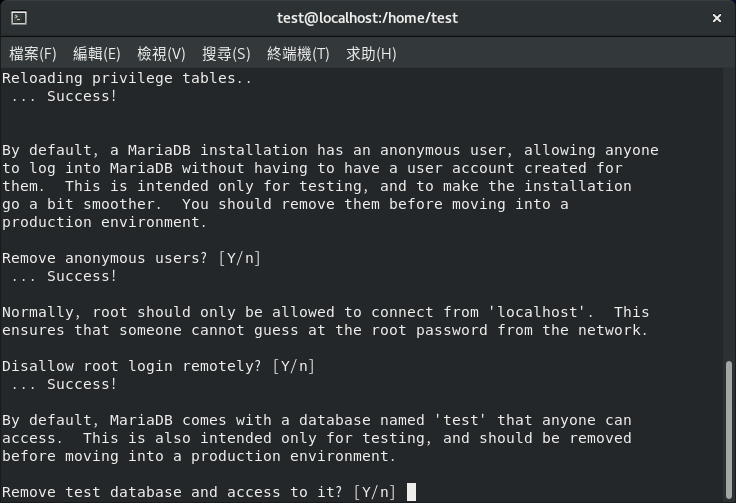 test@localhost:/home/test
檔案(F) 編輯(E) 檢視(V) 搜尋(S) 終端機(T) 求助(H)
Reloading privilege tables..
 ... Success!
By default, a MariaDB installation has an anonymous user, allowing anyone
to log into MariaDB without having to have a user account created for
them.  This is intended only for testing, and to make the installation
go a bit smoother.  You should remove them before moving into a
production environment.
Remove anonymous users? [Y/n]
 ... Success!
Normally, root should only be allowed to connect from 'localhost'.  This
ensures that someone cannot guess at the root password from the network.
Disallow root login remotely? [Y/n]
 ... Success!
By default, MariaDB comes with a database named 'test' that anyone can
access.  This is also intended only for testing, and should be removed
before moving into a production environment.
Remove test database and access to it? [Y/n]